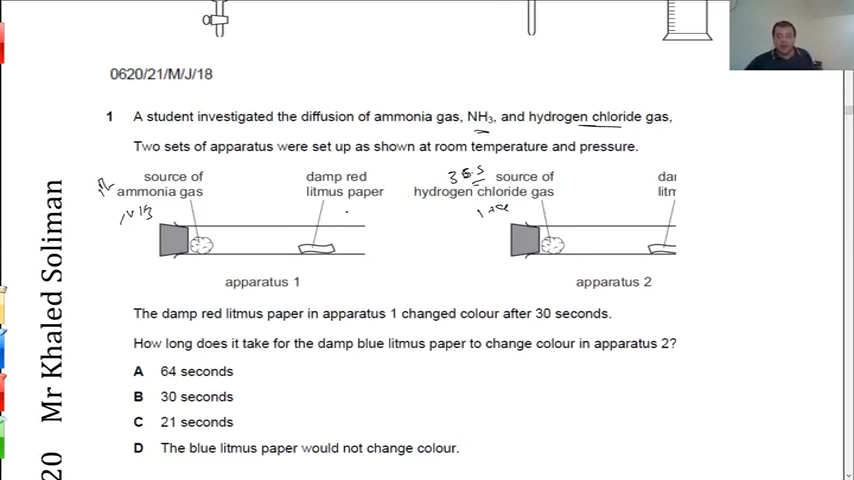 0620/21/M/J/18
1 A student investigated the diffusion of ammonia gas, NH₃, and hydrogen chloride gas,
Two sets of apparatus were set up as shown at room temperature and pressure.
source of
ammonia gas
damp red
litmus paper
36.5
source of
hydrogen chloride gas
apparatus 1
apparatus 2
The damp red litmus paper in apparatus 1 changed colour after 30 seconds.
How long does it take for the damp blue litmus paper to change colour in apparatus 2?
A 64 seconds
B 30 seconds
C 21 seconds
D The blue litmus paper would not change colour.
20 Mr Khaled Soliman